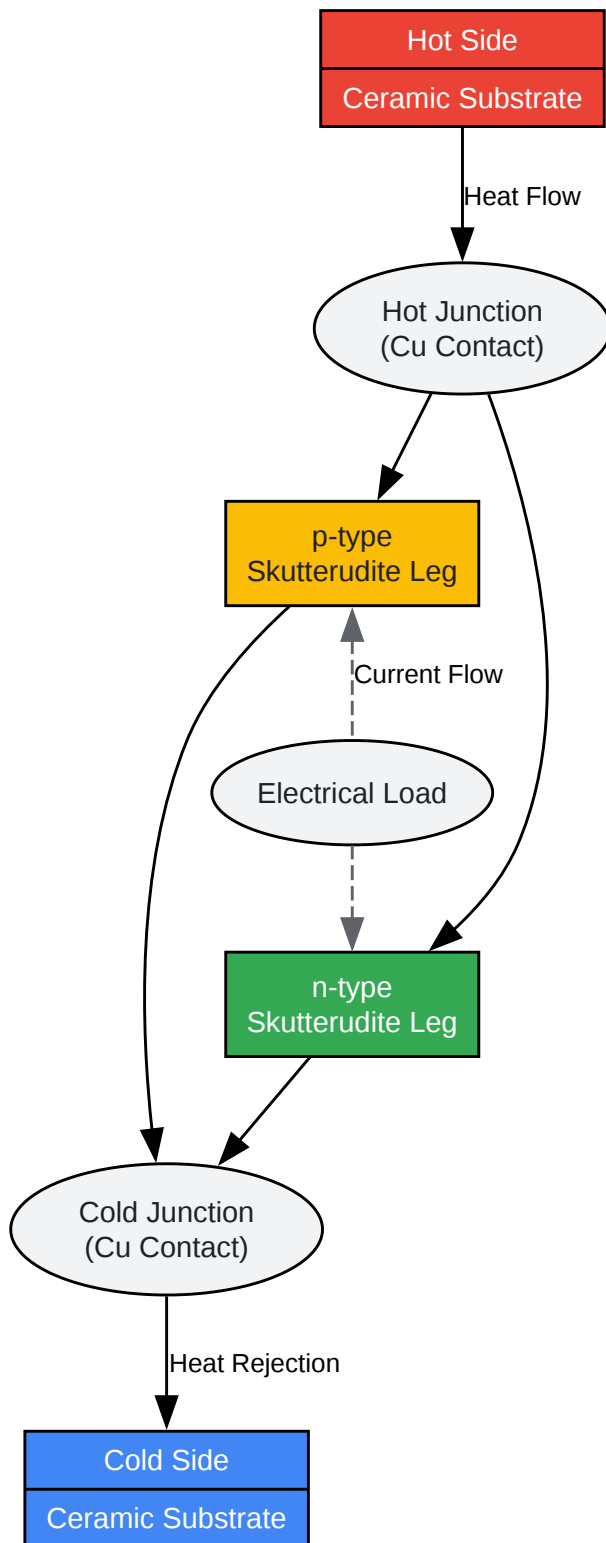 Hot Side
Ceramic Substrate
Heat Flow
Hot Junction
(Cu Contact)
p-type
Skutterudite Leg
Current Flow
Electrical Load
n-type
Skutterudite Leg
Cold Junction
(Cu Contact)
Heat Rejection
Cold Side
Ceramic Substrate